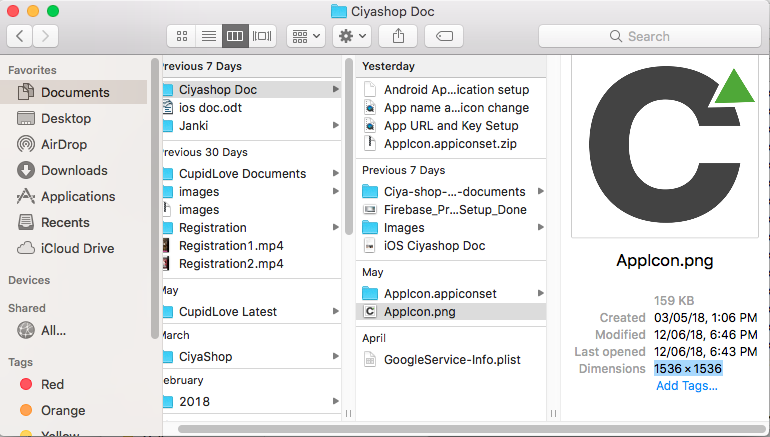 Ciyashop Doc
Search
Favorites
Documents
Desktop
AirDrop
Downloads
Applications
Recents
iCloud Drive
Devices
Shared
All...
Tags
Red
Orange
Yellow
Previous 7 Days
Ciyashop Doc
ios doc.odt
Janki
Previous 30 Days
CupidLove Documents
images
images
Registration
Registration1.mp4
Registration2.mp4
May
CupidLove Latest
March
CiyaShop
February
2018
Yesterday
Android Ap...ication setup
App name a...icon change
App URL and Key Setup
AppIcon.appiconset.zip
Previous 7 Days
Ciya-shop-...-documents
Firebase_Pr...Setup_Done
Images
iOS Ciyashop Doc
May
AppIcon.appiconset
AppIcon.png
April
GoogleService-Info.plist
C
AppIcon.png
159 KB
Created 03/05/18, 1:06 PM
Modified 12/06/18, 6:46 PM
Last opened 12/06/18, 6:43 PM
Dimensions 1536 × 1536
Add Tags...